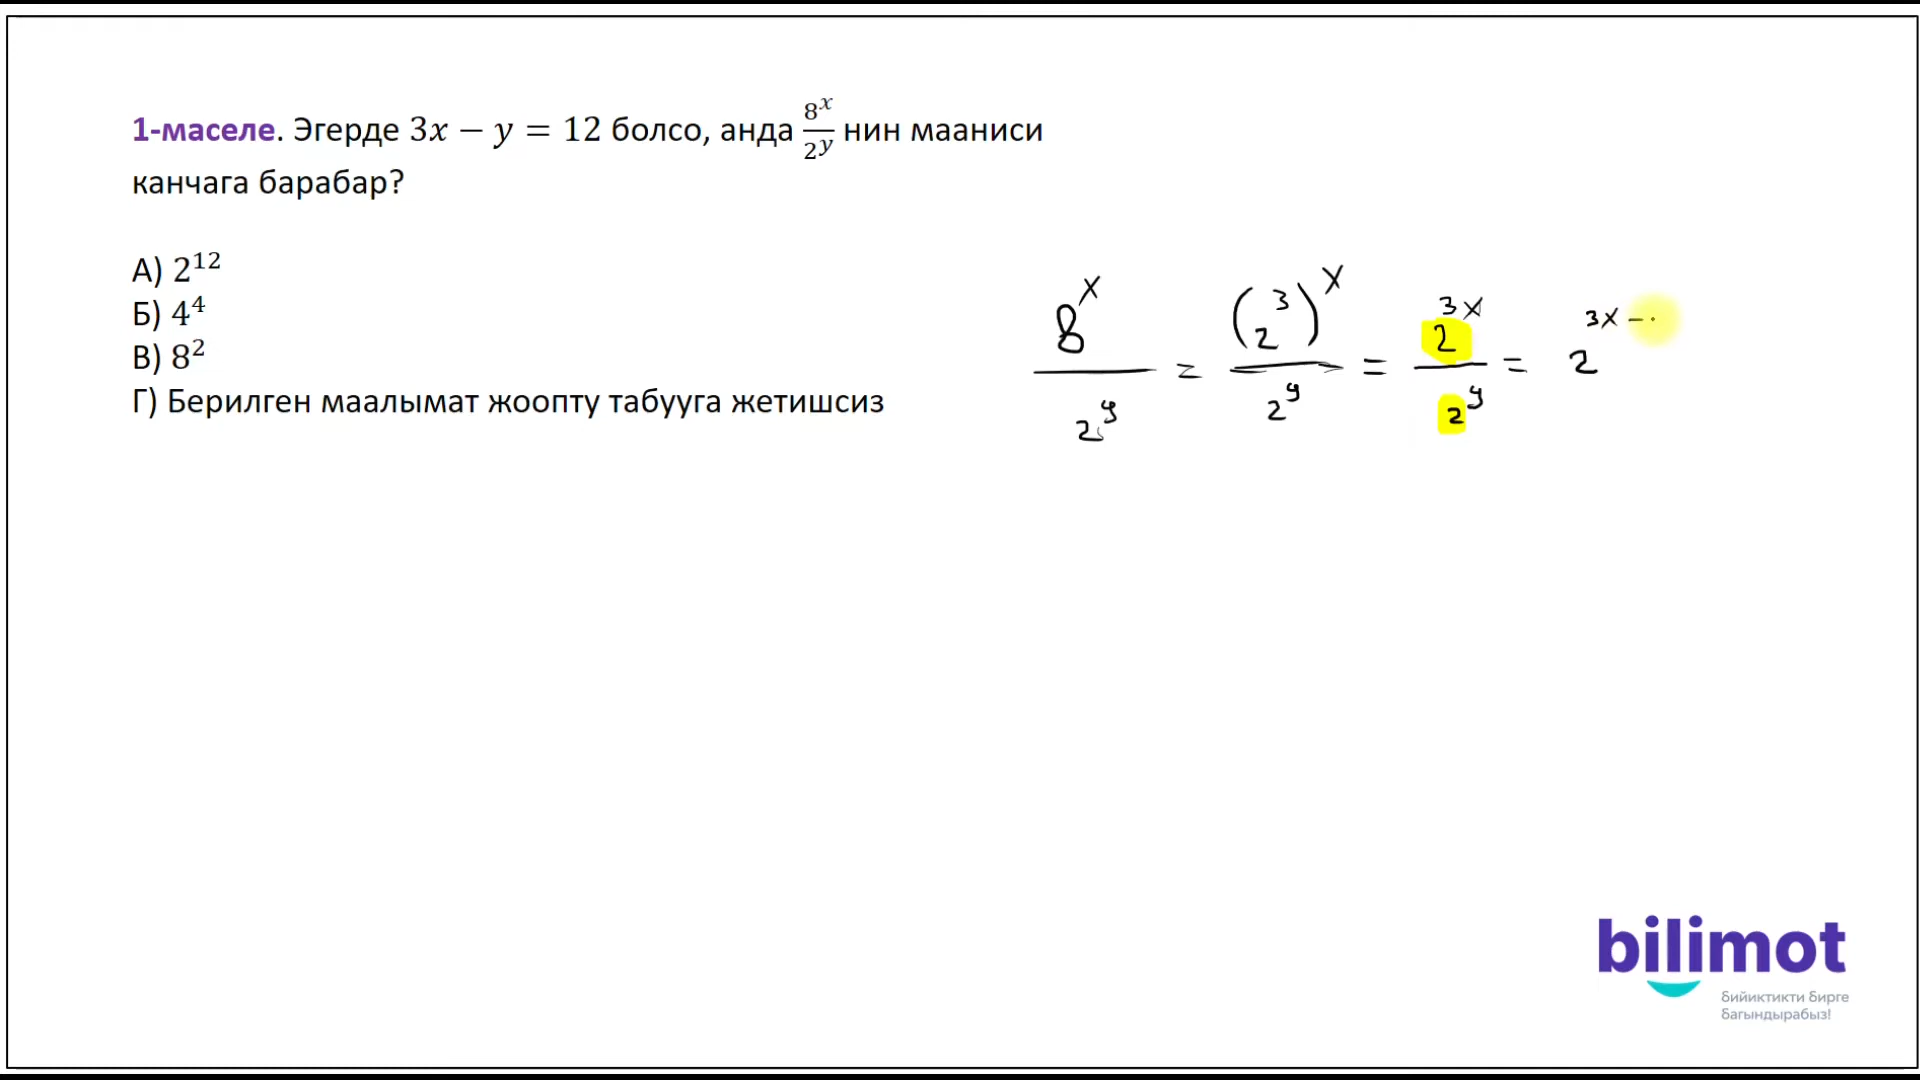 1-маселе. Эгерде 3x − y = 12 болсо, анда 8^x/2^y нин мааниси
канчага барабар?
А) 2^12
Б) 4^4
В) 8^2
Г) Берилген маалымат жоопту табууга жетишсиз
8^x/2^y = (2^3)^x/2^y = 2^3x/2^y = 2^3x-
bilimot
бийиктикти бирге
багындырабыз!